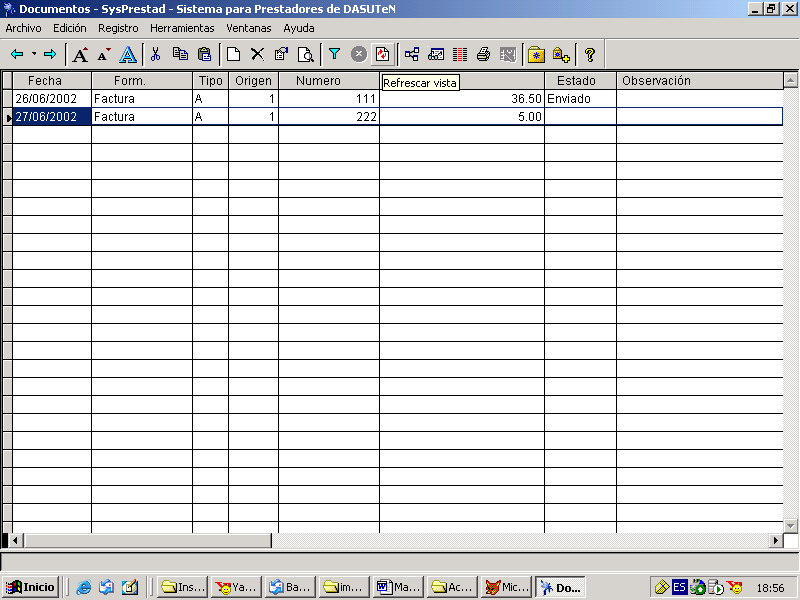 Documentos - SysPrestad - Sistema para Prestadores de DASUTeN
Archivo Edición Registro Herramientas Ventanas Ayuda
Fecha Form. Tipo Origen Numero Refrescar vista Estado Observación
26/06/2002 Factura A 1 111 36.50 Enviado
27/06/2002 Factura A 1 222 5.00
Inicio Ins... Ya... Ba... im... Ma... Ac... Mic... Do... ES 18:56